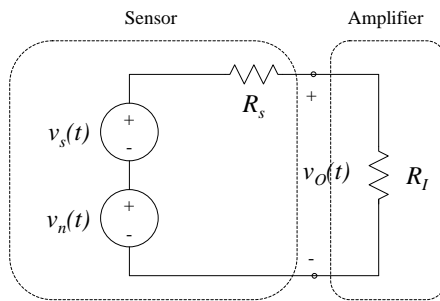 Sensor
Amplifier
R_s
+
+
v_s(t)
-
v_O(t)
R_I
+
v_n(t)
-
-